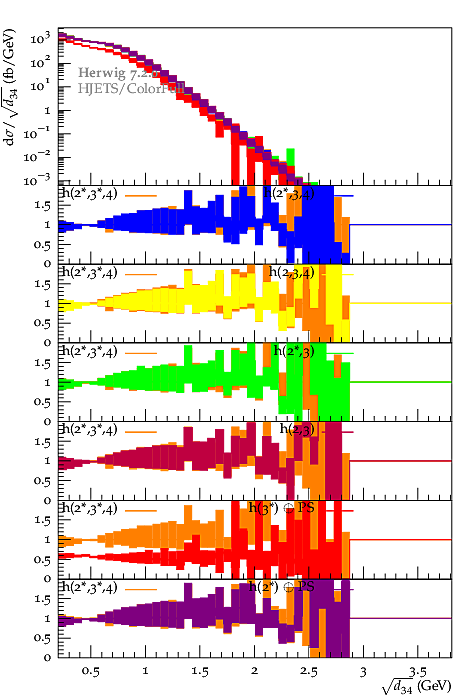 dσ/√d₃₄ (fb/GeV)
10³
10²
10¹
1
10⁻¹
10⁻²
10⁻³
Herwig 7.2.
HJETS/ColorFull
h(2*,3*,4) h(2*,3,4)
1.5
1
0.5
0
h(2*,3*,4) h(2,3,4)
1.5
1
0.5
0
h(2*,3*,4) h(2*,3)
1.5
1
0.5
0
h(2*,3*,4) h(2,3)
1.5
1
0.5
0
h(2*,3*,4) h(3*) ⊕ PS
1.5
1
0.5
0
h(2*,3*,4) h(2*) ⊕ PS
1.5
1
0.5
0
0.5 1 1.5 2 2.5 3 3.5
√d₃₄ (GeV)